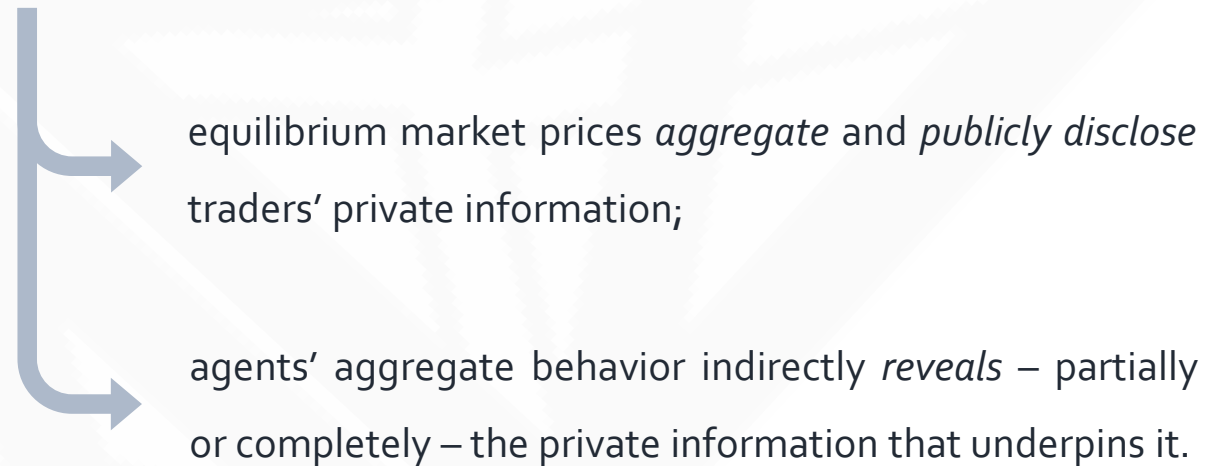 equilibrium market prices aggregate and publicly disclose
traders’ private information;
agents’ aggregate behavior indirectly reveals – partially
or completely – the private information that underpins it.